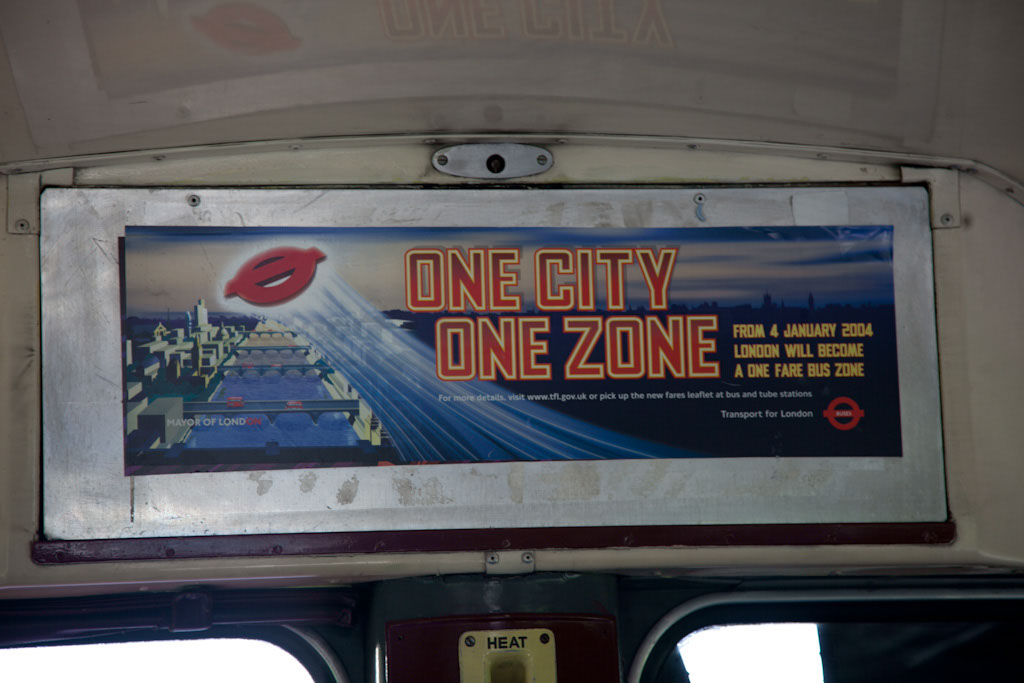 ONE CITY
ONE CITY
ONE ZONE
FROM 4 JANUARY 2004
LONDON WILL BECOME
A ONE FARE BUS ZONE
For more details, visit www.tfl.gov.uk or pick up the new fares leaflet at bus and tube stations
MAYOR OF LONDON
Transport for London
BUSES
HEAT